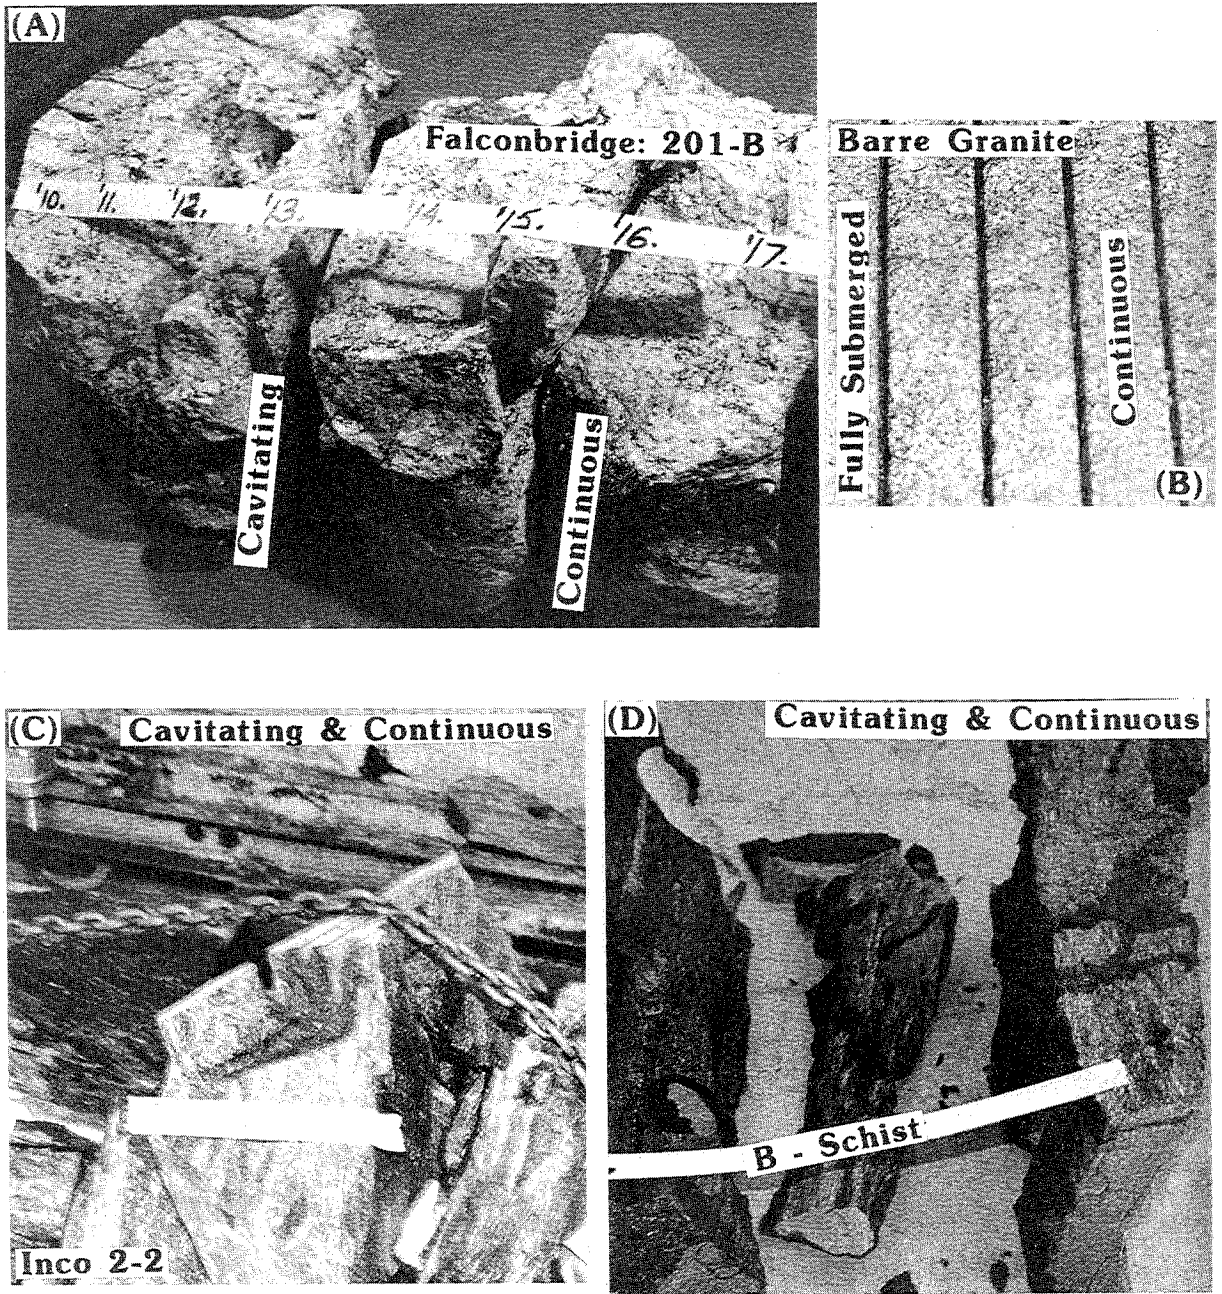 (A)
Falconbridge: 201-B
'10. '11. '12. '13. '14. '15. '16. '17.
Cavitating
Continuous
Barre Granite
Fully Submerged
Continuous
(B)
(C) Cavitating & Continuous
Inco 2-2
(D) Cavitating & Continuous
B - Schist